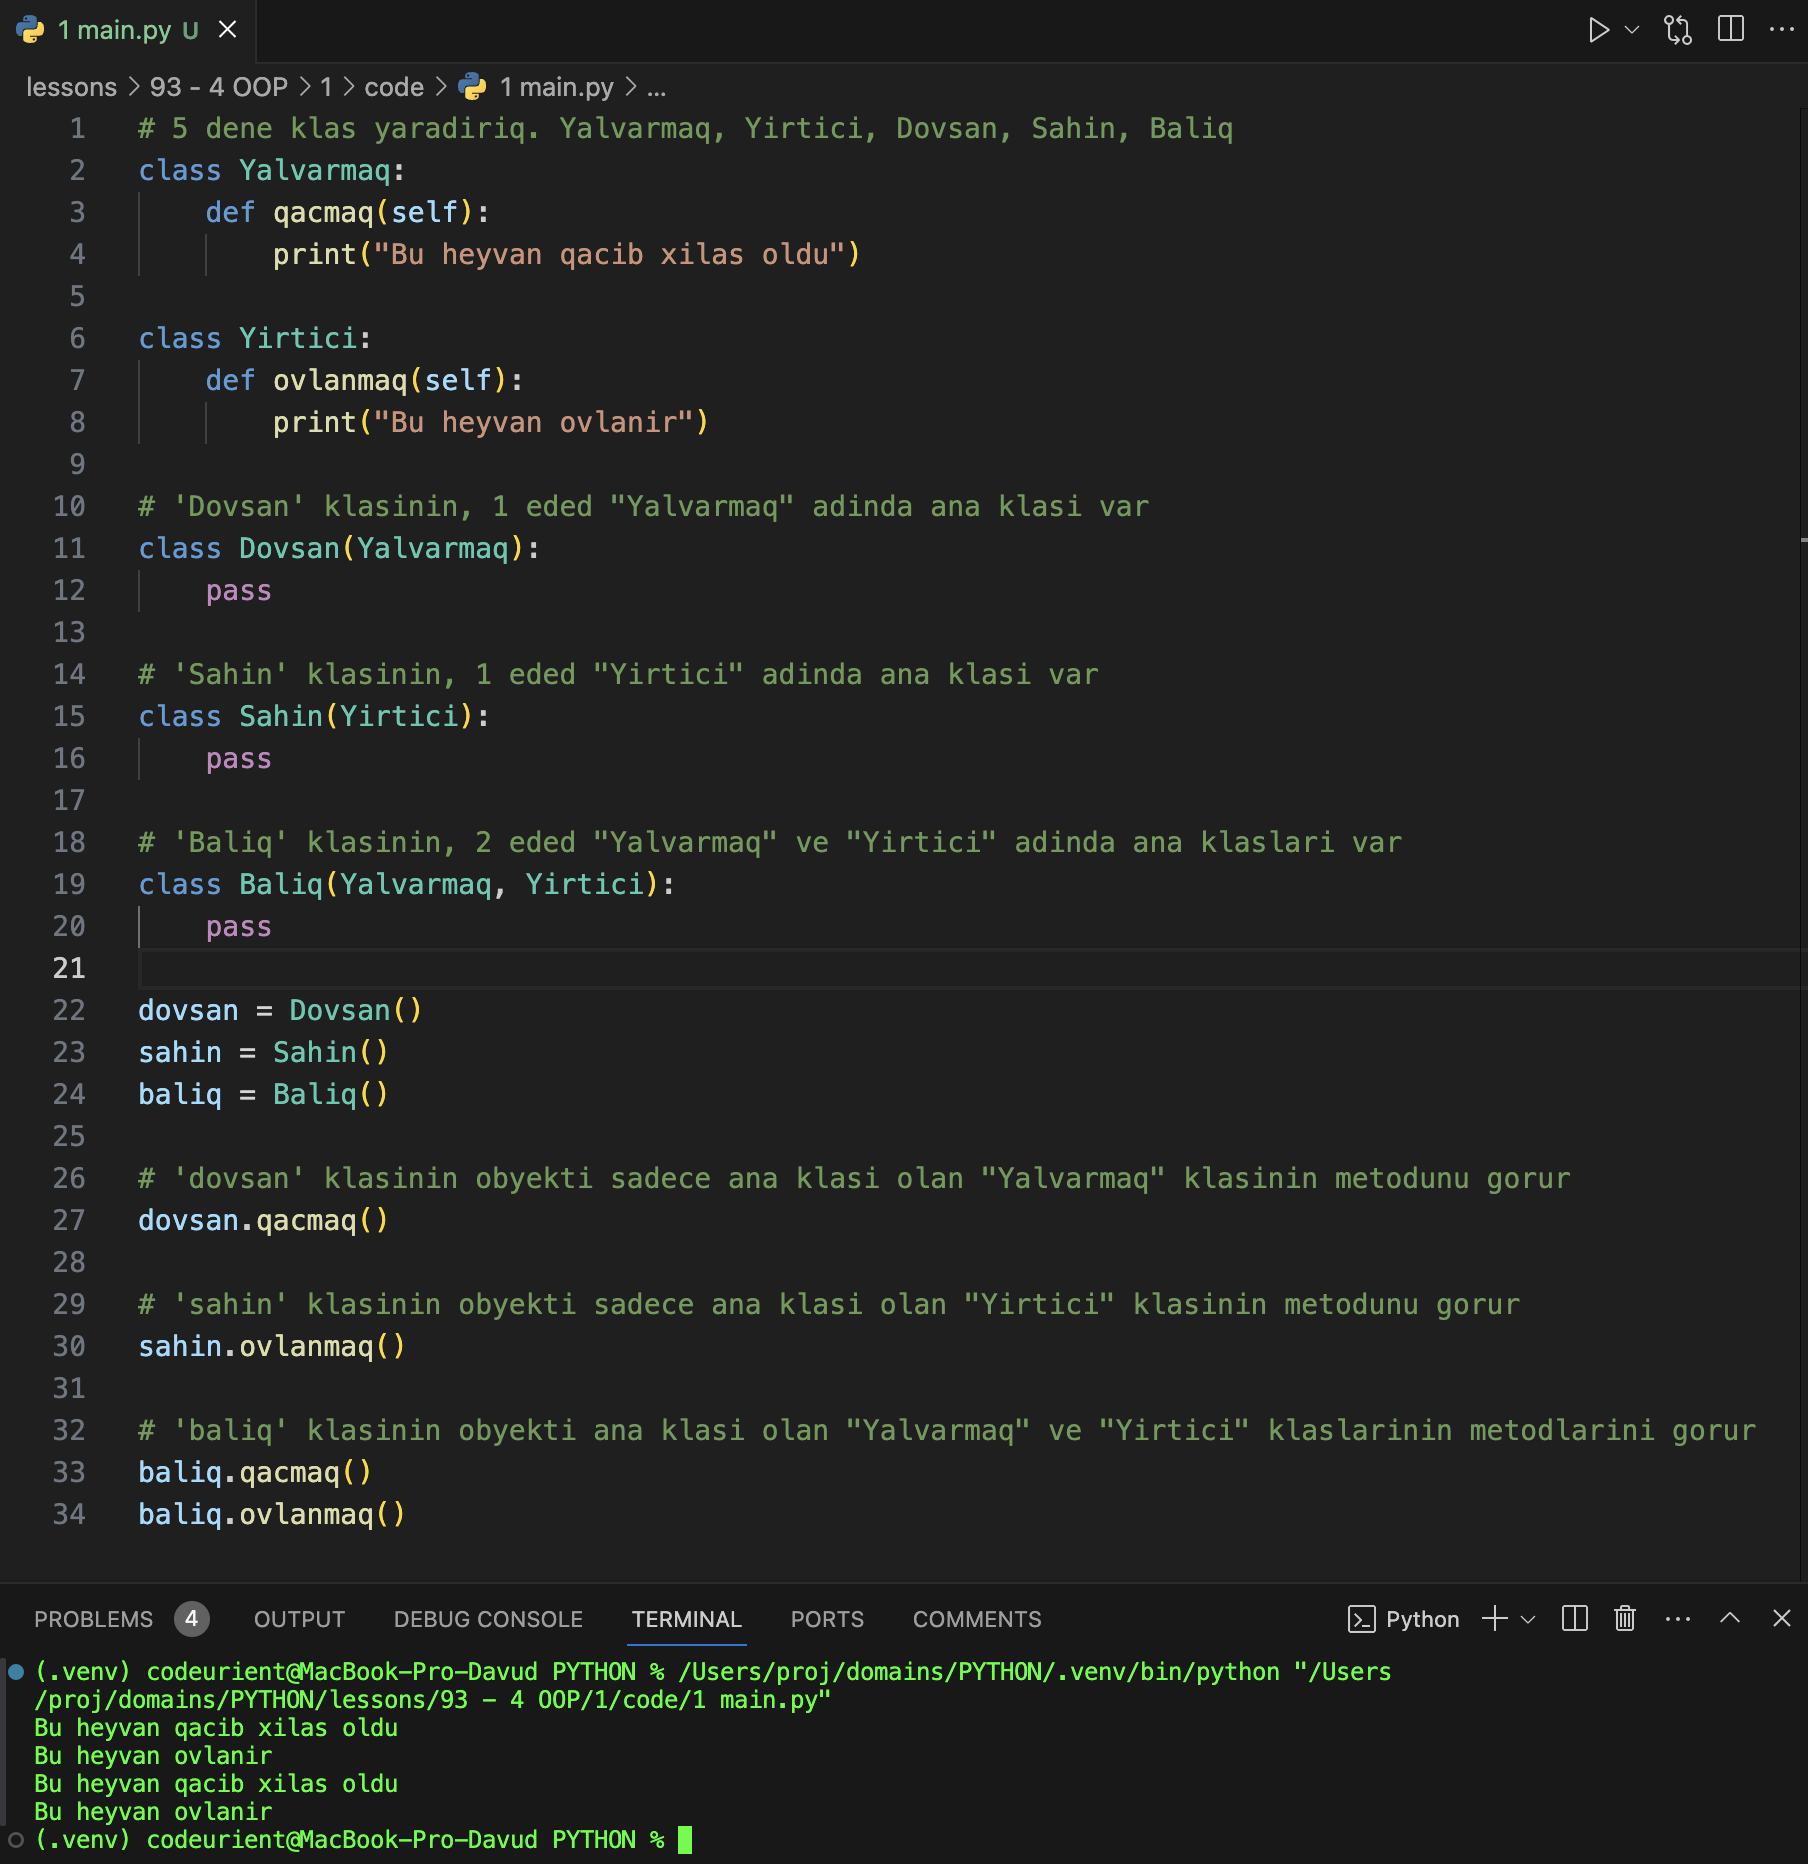 1 main.py U
lessons > 93 - 4 OOP > 1 > code > 1 main.py > ...
1 # 5 dene klas yaradiriq. Yalvarmaq, Yirtici, Dovsan, Sahin, Baliq
2 class Yalvarmaq:
3     def qacmaq(self):
4         print("Bu heyvan qacib xilas oldu")
5
6 class Yirtici:
7     def ovlanmaq(self):
8         print("Bu heyvan ovlanir")
9
10 # 'Dovsan' klasinin, 1 eded "Yalvarmaq" adinda ana klasi var
11 class Dovsan(Yalvarmaq):
12     pass
13
14 # 'Sahin' klasinin, 1 eded "Yirtici" adinda ana klasi var
15 class Sahin(Yirtici):
16     pass
17
18 # 'Baliq' klasinin, 2 eded "Yalvarmaq" ve "Yirtici" adinda ana klaslari var
19 class Baliq(Yalvarmaq, Yirtici):
20     pass
21
22 dovsan = Dovsan()
23 sahin = Sahin()
24 baliq = Baliq()
25
26 # 'dovsan' klasinin obyekti sadece ana klasi olan "Yalvarmaq" klasinin metodunu gorur
27 dovsan.qacmaq()
28
29 # 'sahin' klasinin obyekti sadece ana klasi olan "Yirtici" klasinin metodunu gorur
30 sahin.ovlanmaq()
31
32 # 'baliq' klasinin obyekti ana klasi olan "Yalvarmaq" ve "Yirtici" klaslarinin metodlarini gorur
33 baliq.qacmaq()
34 baliq.ovlanmaq()
PROBLEMS 4 OUTPUT DEBUG CONSOLE TERMINAL PORTS COMMENTS Python
(.venv) codeurient@MacBook-Pro-Davud PYTHON % /Users/proj/domains/PYTHON/.venv/bin/python "/Users
/proj/domains/PYTHON/lessons/93 - 4 OOP/1/code/1 main.py"
Bu heyvan qacib xilas oldu
Bu heyvan ovlanir
Bu heyvan qacib xilas oldu
Bu heyvan ovlanir
(.venv) codeurient@MacBook-Pro-Davud PYTHON %